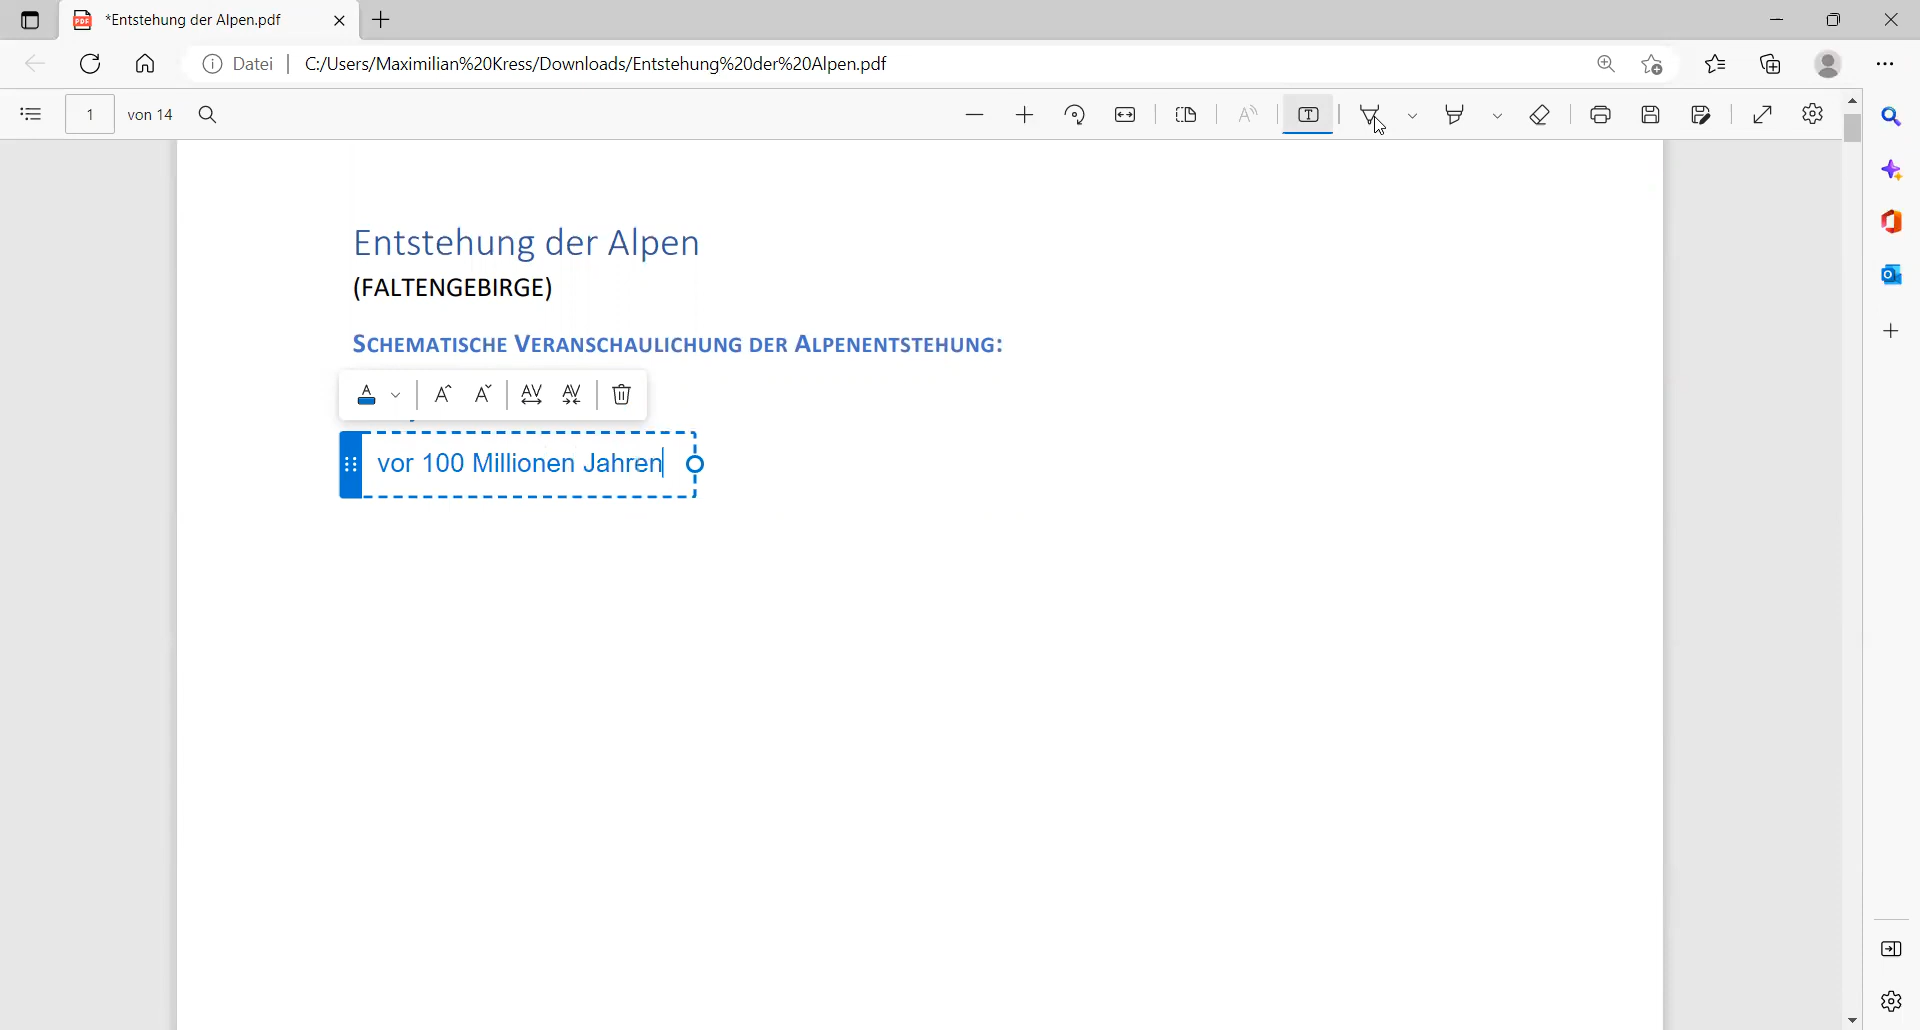 *Entstehung der Alpen.pdf
Datei
C:/Users/Maximilian%20Kress/Downloads/Entstehung%20der%20Alpen.pdf
1 von 14
Entstehung der Alpen
(FALTENGEBIRGE)
SCHEMATISCHE VERANSCHAULICHUNG DER ALPENENTSTEHUNG:
vor 100 Millionen Jahren